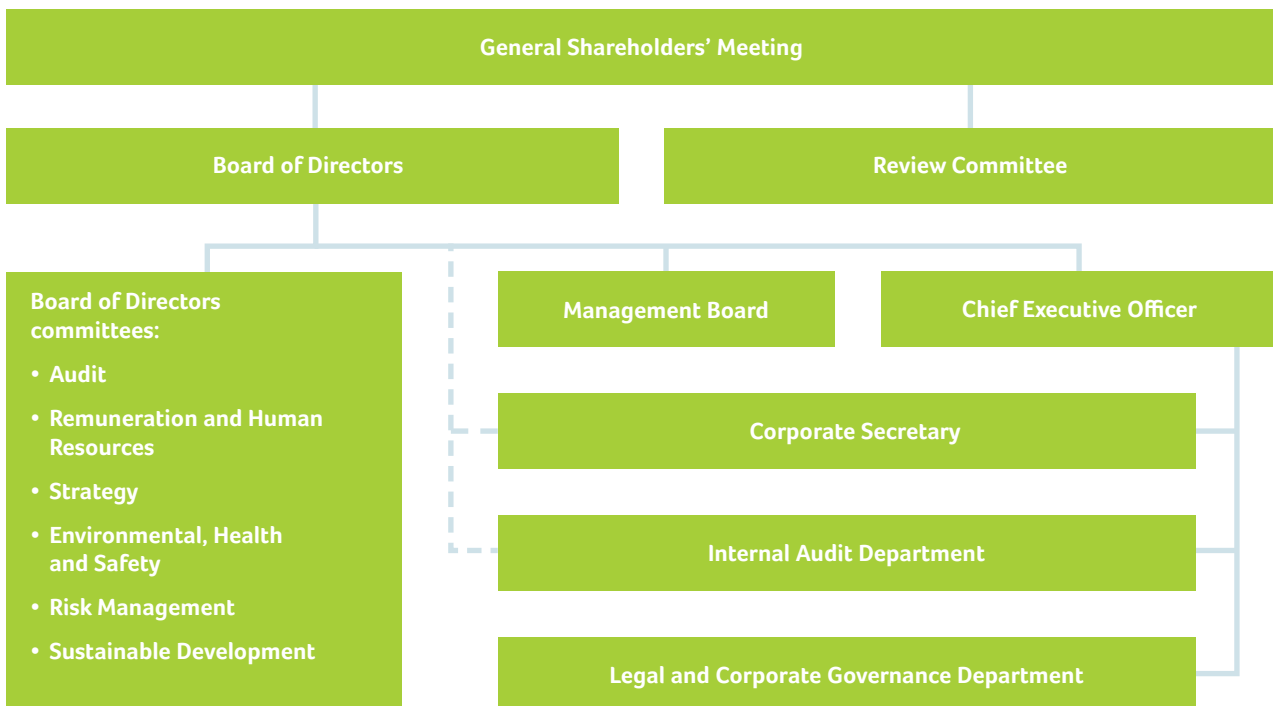 General Shareholders’ Meeting
Board of Directors
Review Committee
Board of Directors
committees:
• Audit
• Remuneration and Human
Resources
• Strategy
• Environmental, Health
and Safety
• Risk Management
• Sustainable Development
Management Board
Chief Executive Officer
Corporate Secretary
Internal Audit Department
Legal and Corporate Governance Department